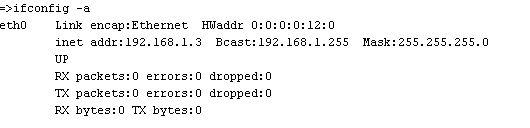 =>ifconfig -a
eth0 Link encap:Ethernet HWaddr 0:0:0:0:12:0
inet addr:192.168.1.3 Bcast:192.168.1.255 Mask:255.255.255.0
UP
RX packets:0 errors:0 dropped:0
TX packets:0 errors:0 dropped:0
RX bytes:0 TX bytes:0